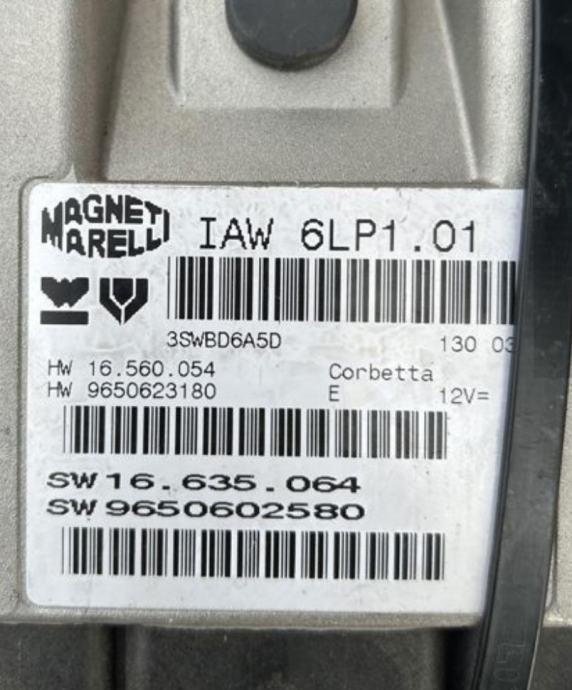 MAGNETI
MARELLI
IAW 6LP1.01
3SWBD6A5D 130 03
HW 16.560.054 Corbetta
HW 9650623180 E 12V=
SW 16.635.064
SW 9650602580